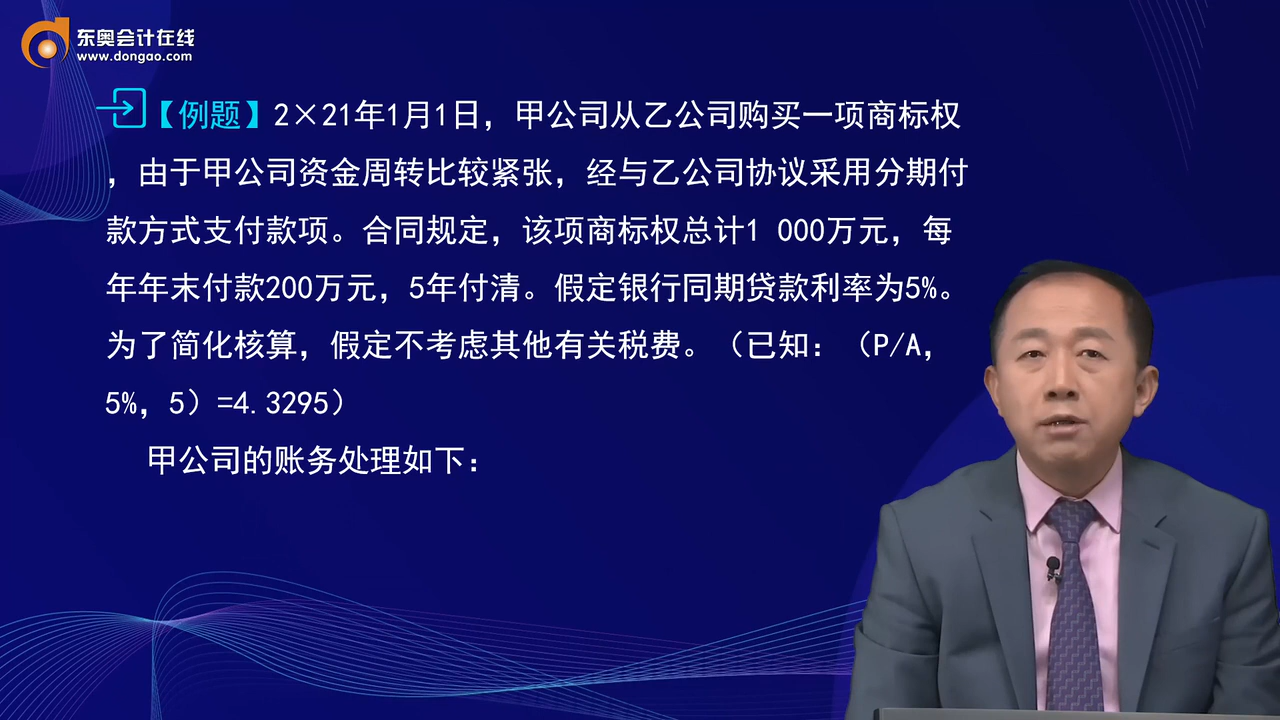 东奥会计在线
www.dongao.com
【例题】2×21年1月1日，甲公司从乙公司购买一项商标权
，由于甲公司资金周转比较紧张，经与乙公司协议采用分期付
款方式支付款项。合同规定，该项商标权总计1 000万元，每
年年末付款200万元，5年付清。假定银行同期贷款利率为5%。
为了简化核算，假定不考虑其他有关税费。（已知：（P/A，
5%，5）=4.3295）
甲公司的账务处理如下：